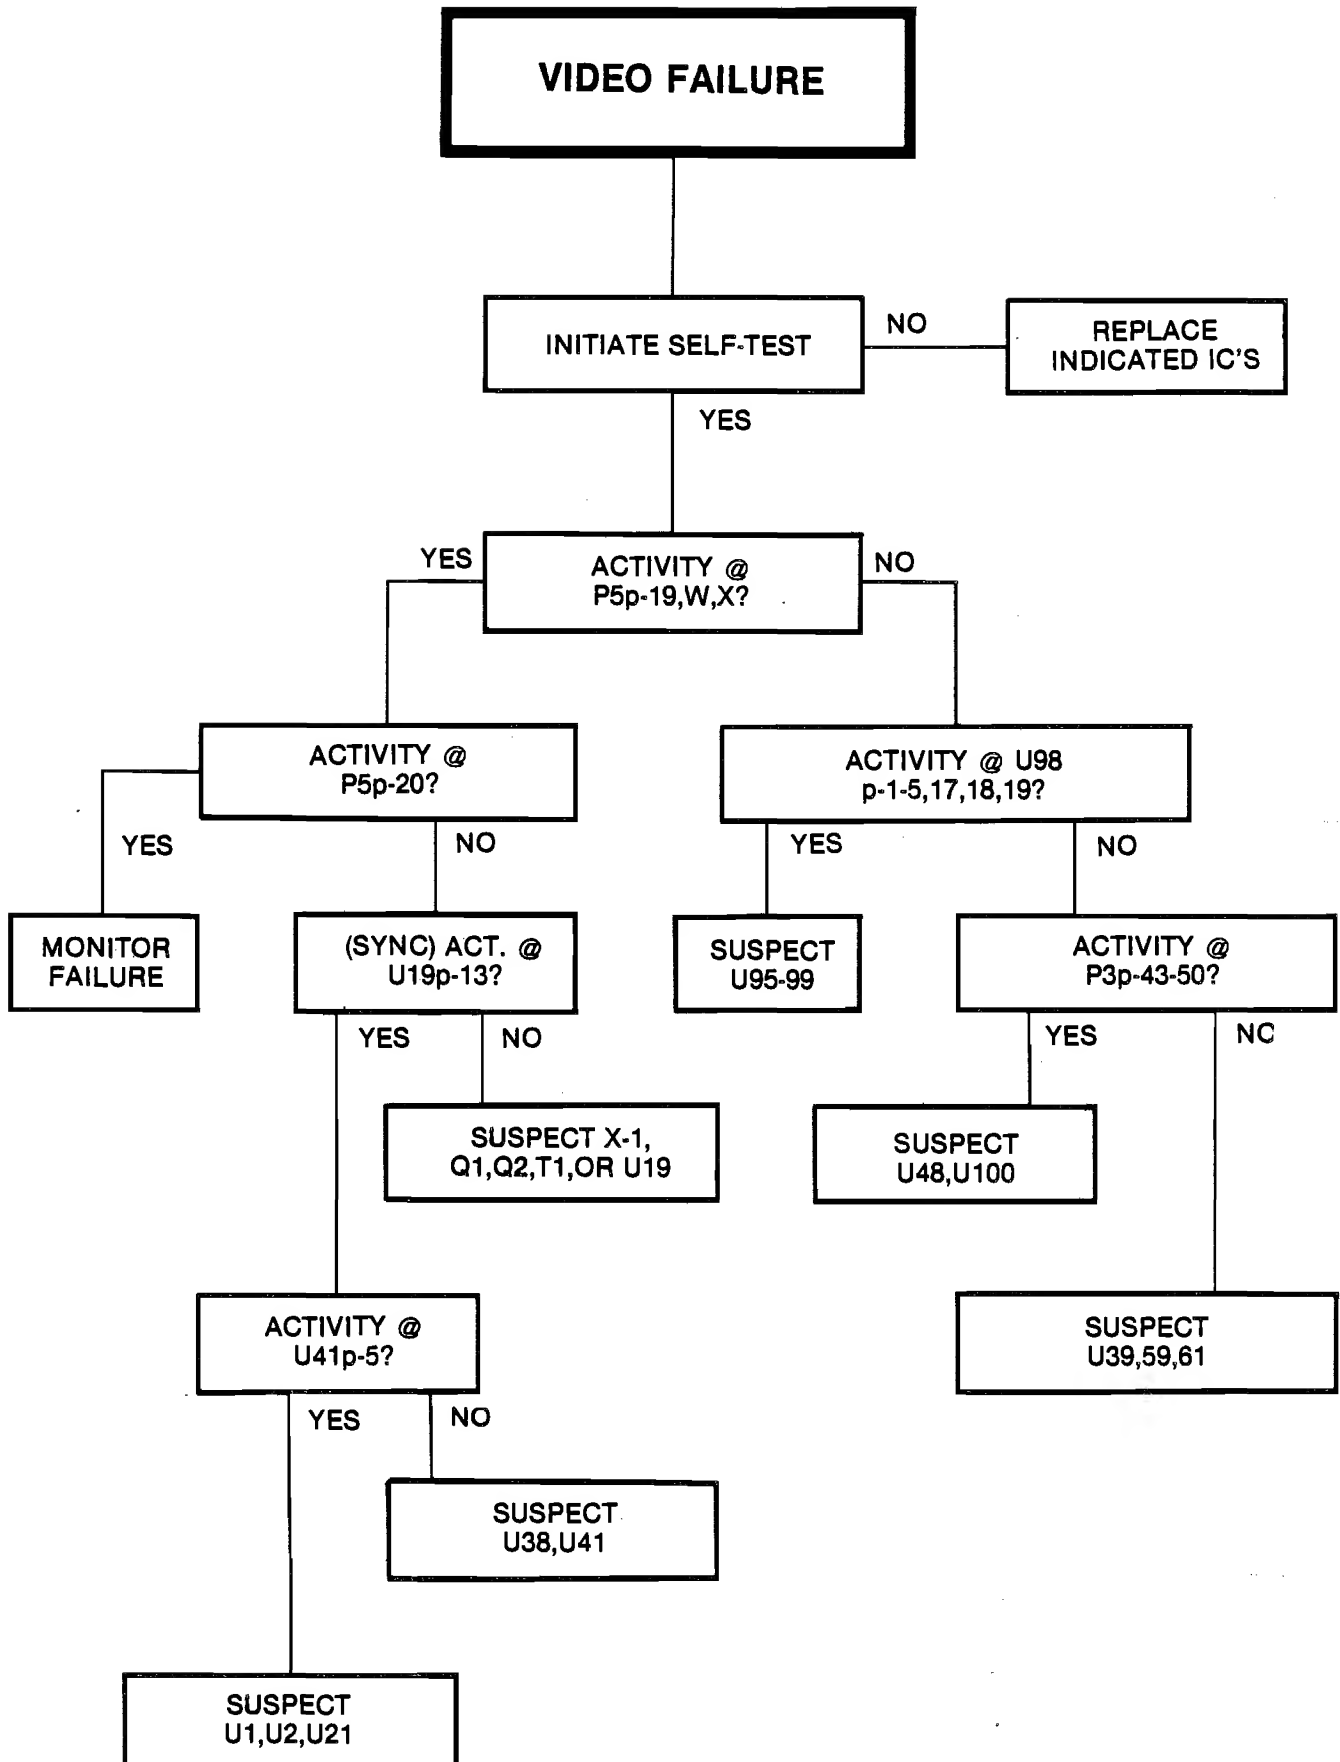 VIDEO FAILURE
INITIATE SELF-TEST
NO
REPLACE
INDICATED IC'S
YES
YES
ACTIVITY @
P5p-19,W,X?
NO
ACTIVITY @
P5p-20?
ACTIVITY @ U98
p-1-5,17,18,19?
YES
NO
YES
NO
MONITOR
FAILURE
(SYNC) ACT. @
U19p-13?
SUSPECT
U95-99
ACTIVITY @
P3p-43-50?
YES
NO
YES
NO
SUSPECT X-1,
Q1,Q2,T1,OR U19
SUSPECT
U48,U100
ACTIVITY @
U41p-5?
SUSPECT
U39,59,61
YES
NO
SUSPECT
U38,U41
SUSPECT
U1,U2,U21